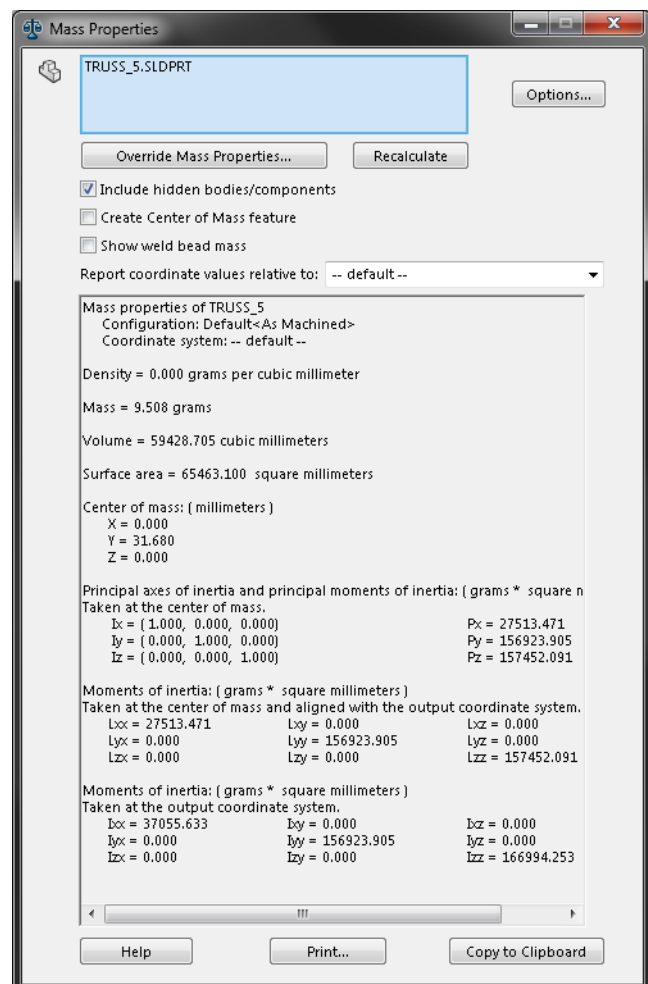 Mass Properties
TRUSS_5.SLDPRT
Options...
Override Mass Properties... Recalculate
Include hidden bodies/components
Create Center of Mass feature
Show weld bead mass
Report coordinate values relative to: -- default --
Mass properties of TRUSS_5
Configuration: Default<As Machined>
Coordinate system: -- default --
Density = 0.000 grams per cubic millimeter
Mass = 9.508 grams
Volume = 59428.705 cubic millimeters
Surface area = 65463.100 square millimeters
Center of mass: ( millimeters )
X = 0.000
Y = 31.680
Z = 0.000
Principal axes of inertia and principal moments of inertia: ( grams * square
Taken at the center of mass.
Ix = ( 1.000, 0.000, 0.000) Px = 27513.471
Iy = ( 0.000, 1.000, 0.000) Py = 156923.905
Iz = ( 0.000, 0.000, 1.000) Pz = 157452.091
Moments of inertia: ( grams * square millimeters )
Taken at the center of mass and aligned with the output coordinate system.
Lxx = 27513.471 Lxy = 0.000 Lxz = 0.000
Lyx = 0.000 Lyy = 156923.905 Lyz = 0.000
Lzx = 0.000 Lzy = 0.000 Lzz = 157452.091
Moments of inertia: ( grams * square millimeters )
Taken at the output coordinate system.
Ixx = 37055.633 Ixy = 0.000 Ixz = 0.000
Iyx = 0.000 Iyy = 156923.905 Iyz = 0.000
Izx = 0.000 Izy = 0.000 Izz = 166994.253
Help Print... Copy to Clipboard